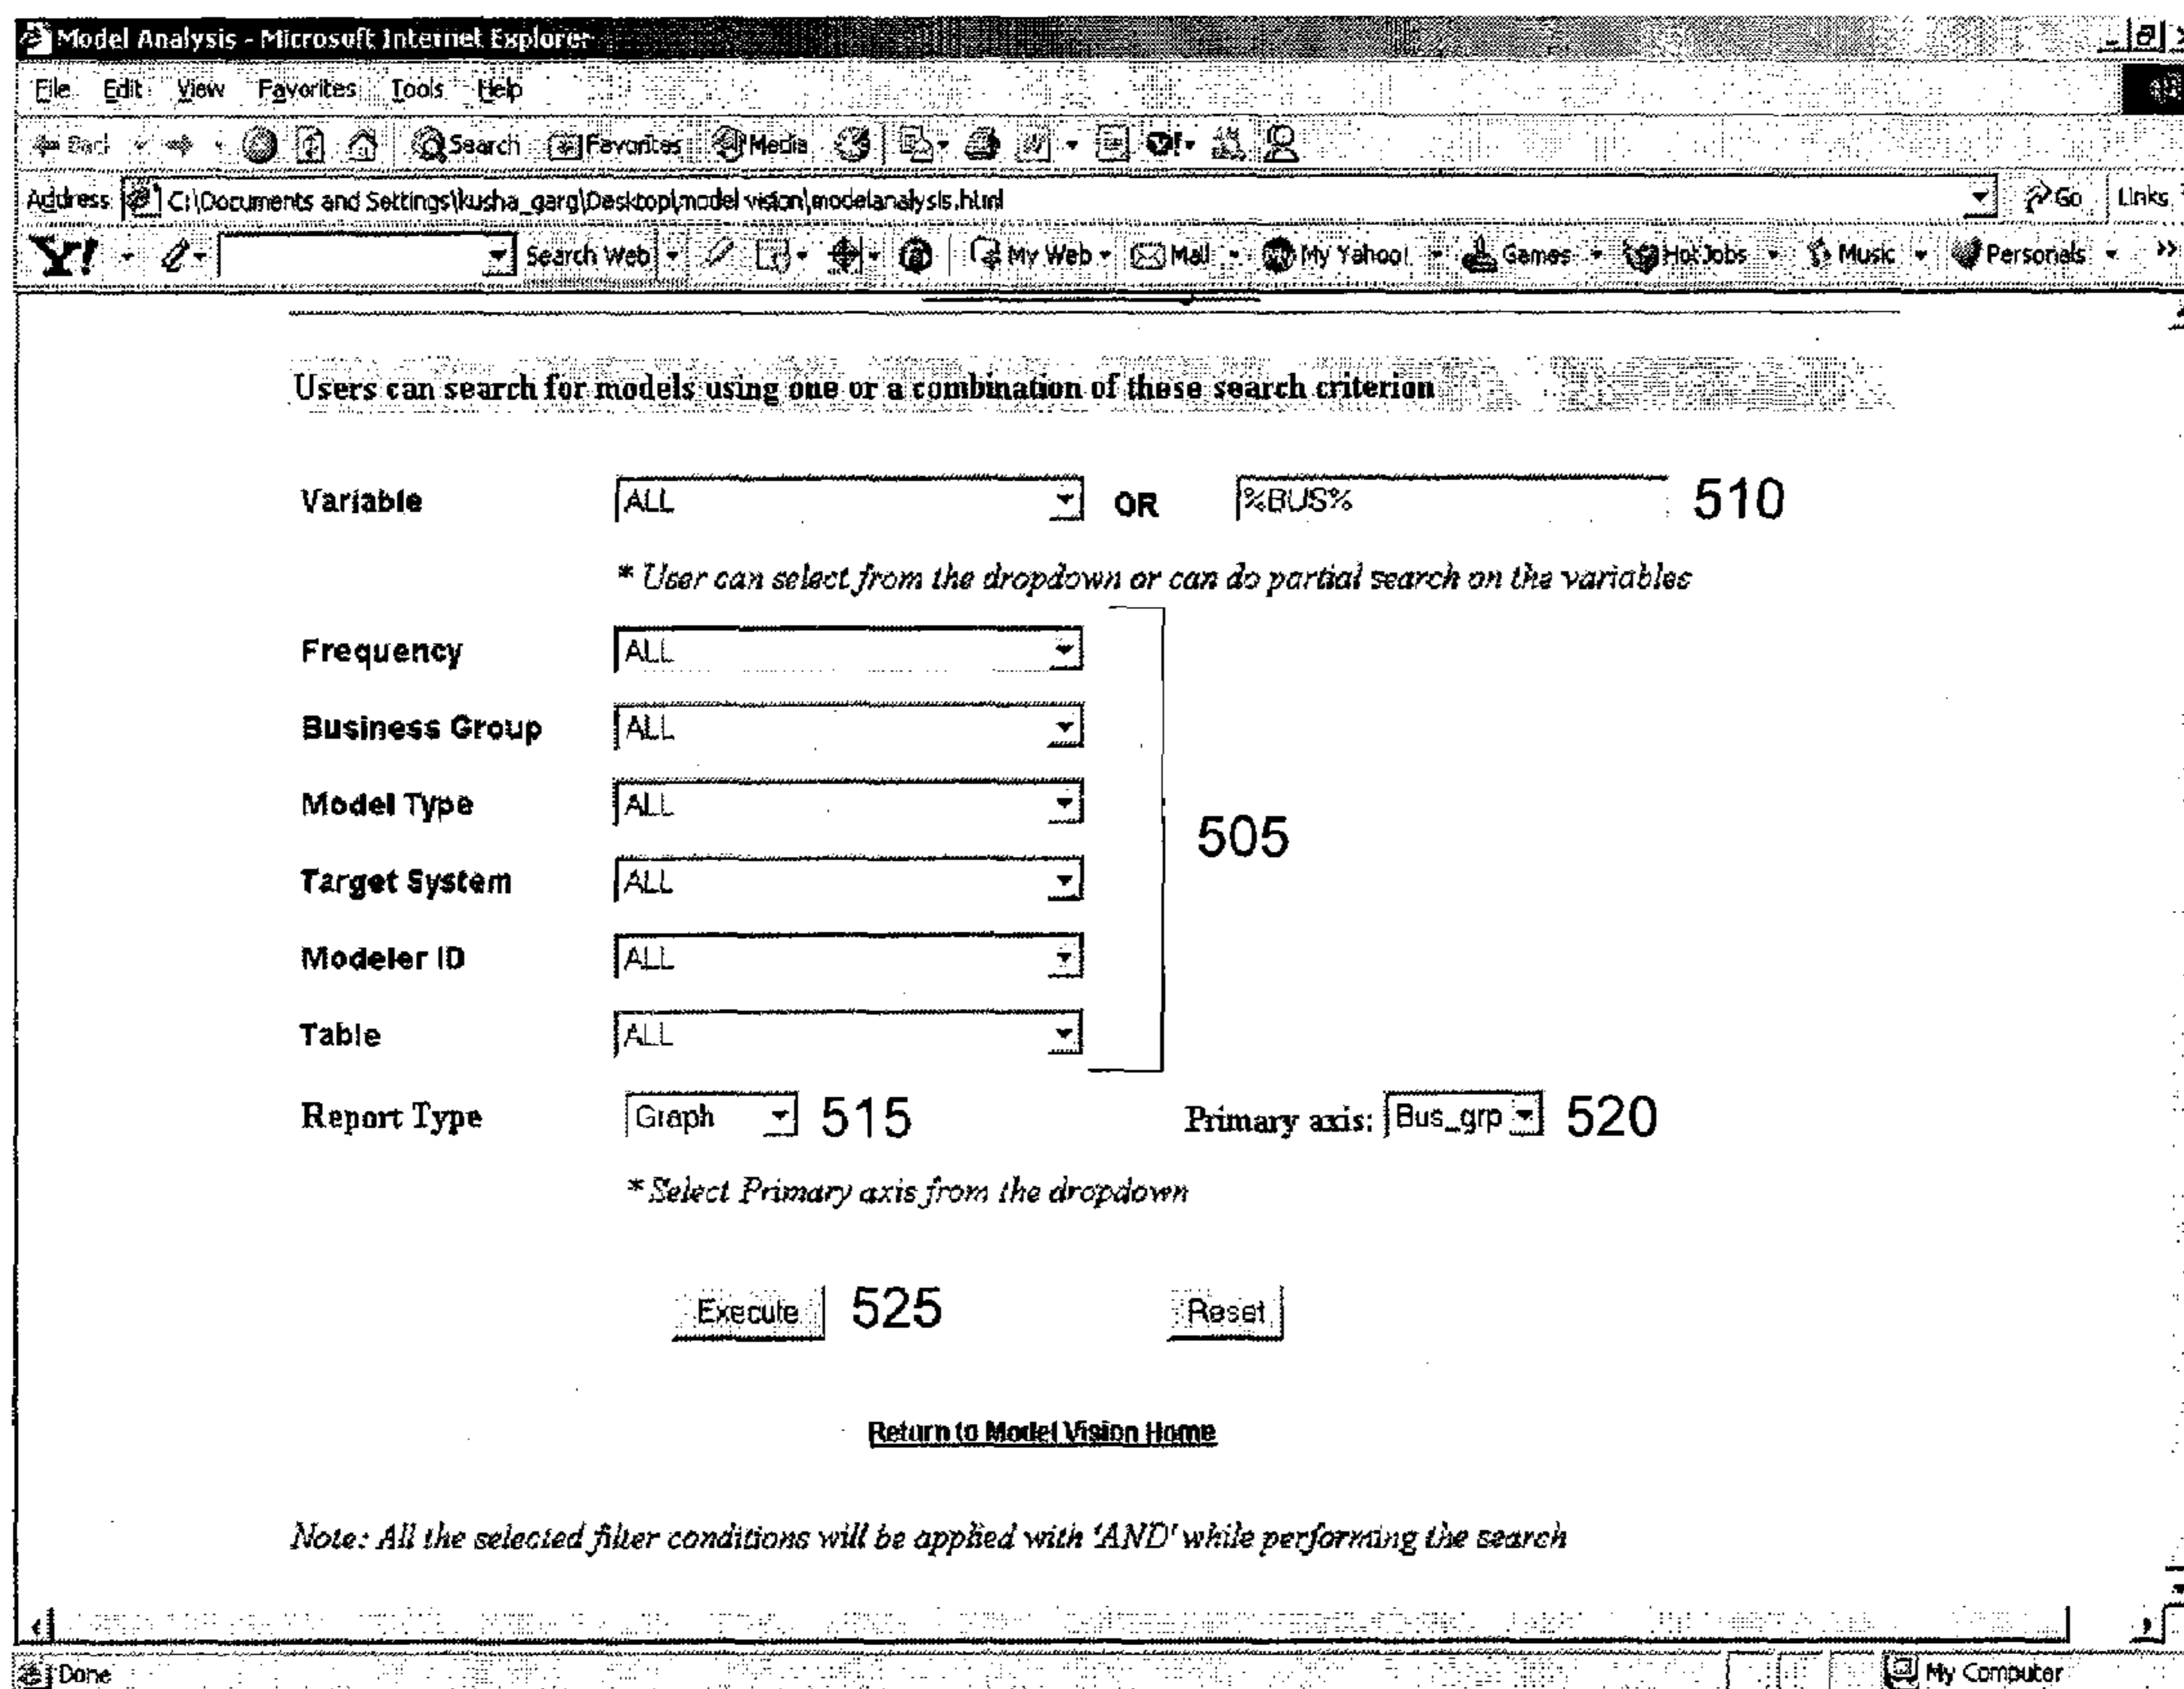 Model Analysis - Microsoft Internet Explorer
File Edit View Favorites Tools Help
Back Search Favorites Media
Address C:\Documents and Settings\kusha_garg\Desktop\model vision\modelanalysis.html Go Links
Y! Search Web My Web Mail My Yahoo! Games HotJobs Music Personals »
Users can search for models using one or a combination of these search criterion
Variable ALL OR %BUS% 510
* User can select from the dropdown or can do partial search on the variables
Frequency ALL
Business Group ALL
Model Type ALL
505
Target System ALL
Modeler ID ALL
Table ALL
Report Type Graph 515 Primary axis: Bus_grp 520
* Select Primary axis from the dropdown
Execute 525 Reset
Return to Model Vision Home
Note: All the selected filter conditions will be applied with 'AND' while performing the search
Done My Computer